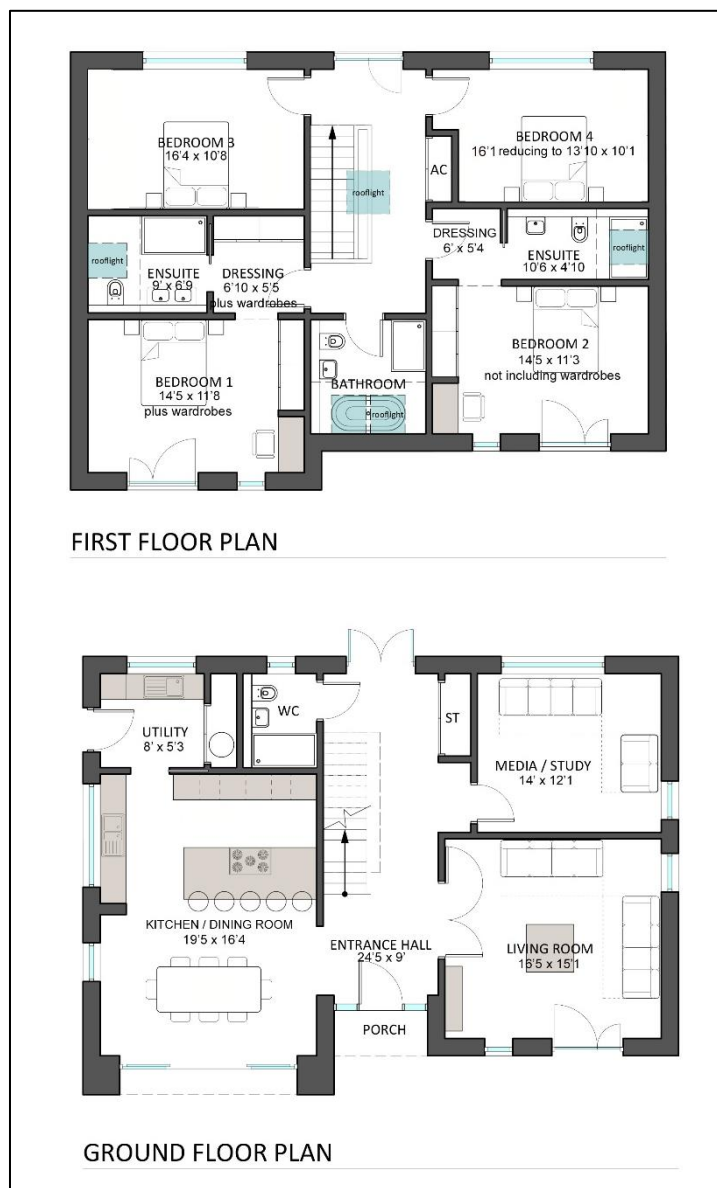 BEDROOM 3
16'4 x 10'8
BEDROOM 4
16'1 reducing to 13'10 x 10'1
AC
rooflight
DRESSING
6' x 5'4
rooflight
ENSUITE
9' x 6'9
DRESSING
6'10 x 5'5
plus wardrobes
ENSUITE
10'6 x 4'10
rooflight
BEDROOM 1
14'5 x 11'8
plus wardrobes
BATHROOM
rooflight
BEDROOM 2
14'5 x 11'3
not including wardrobes
FIRST FLOOR PLAN
UTILITY
8' x 5'3
WC
ST
MEDIA / STUDY
14' x 12'1
KITCHEN / DINING ROOM
19'5 x 16'4
ENTRANCE HALL
24'5 x 9'
LIVING ROOM
16'5 x 15'1
PORCH
GROUND FLOOR PLAN